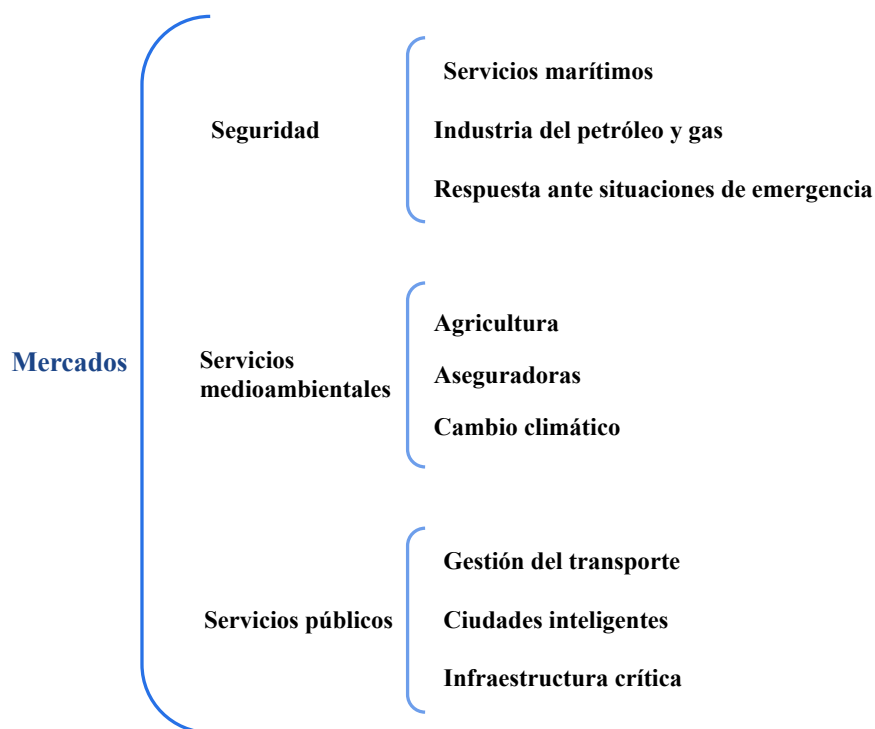 Mercados
Seguridad
Servicios marítimos
Industria del petróleo y gas
Respuesta ante situaciones de emergencia
Servicios
medioambientales
Agricultura
Aseguradoras
Cambio climático
Servicios públicos
Gestión del transporte
Ciudades inteligentes
Infraestructura crítica